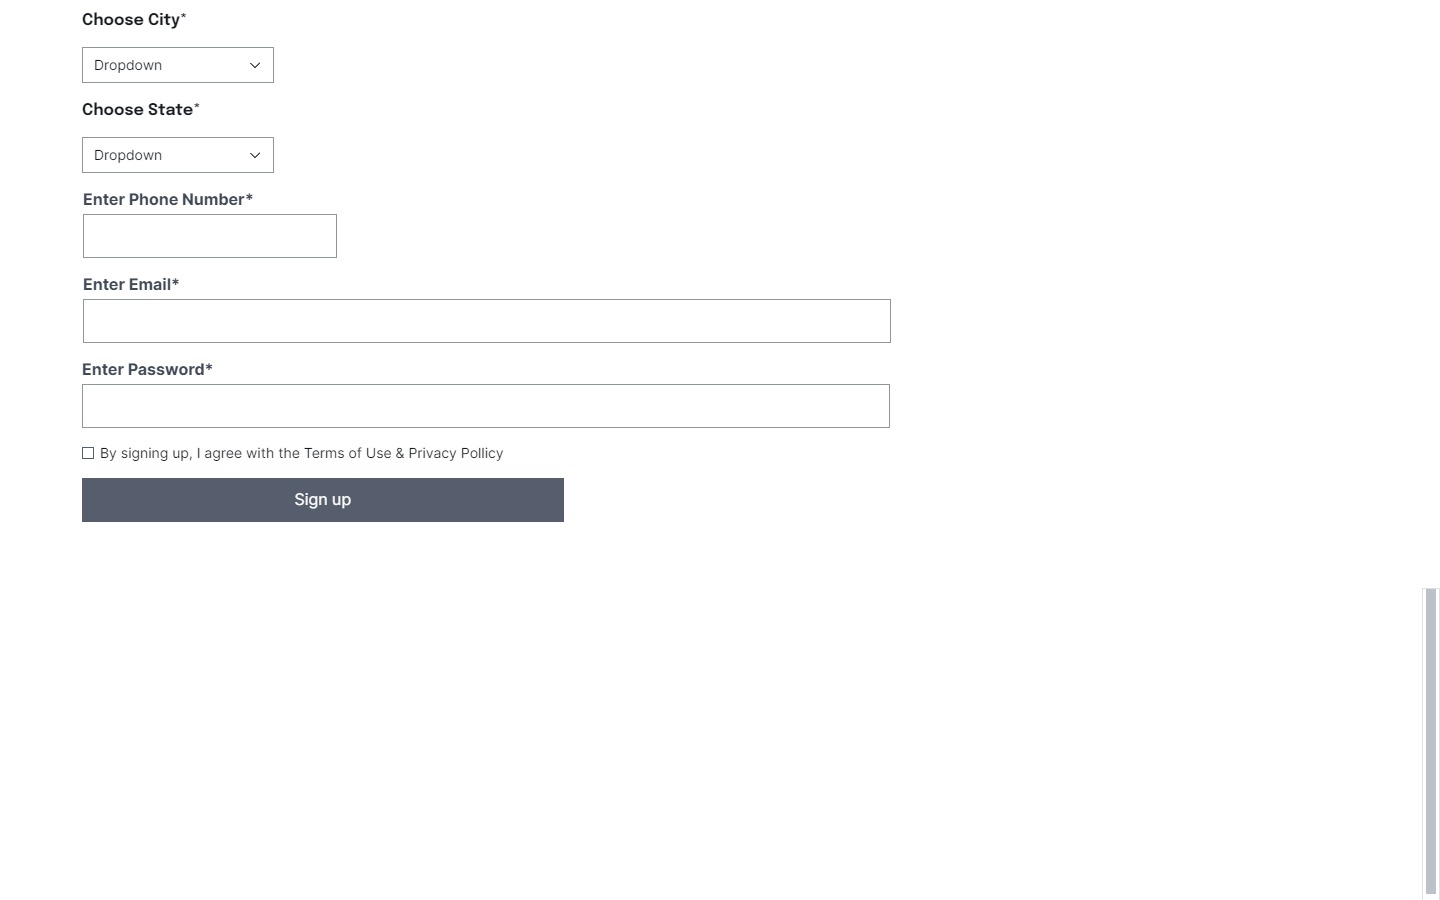 Choose City*
Dropdown
Choose State*
Dropdown
Enter Phone Number*
Enter Email*
Enter Password*
By signing up, I agree with the Terms of Use & Privacy Pollicy
Sign up